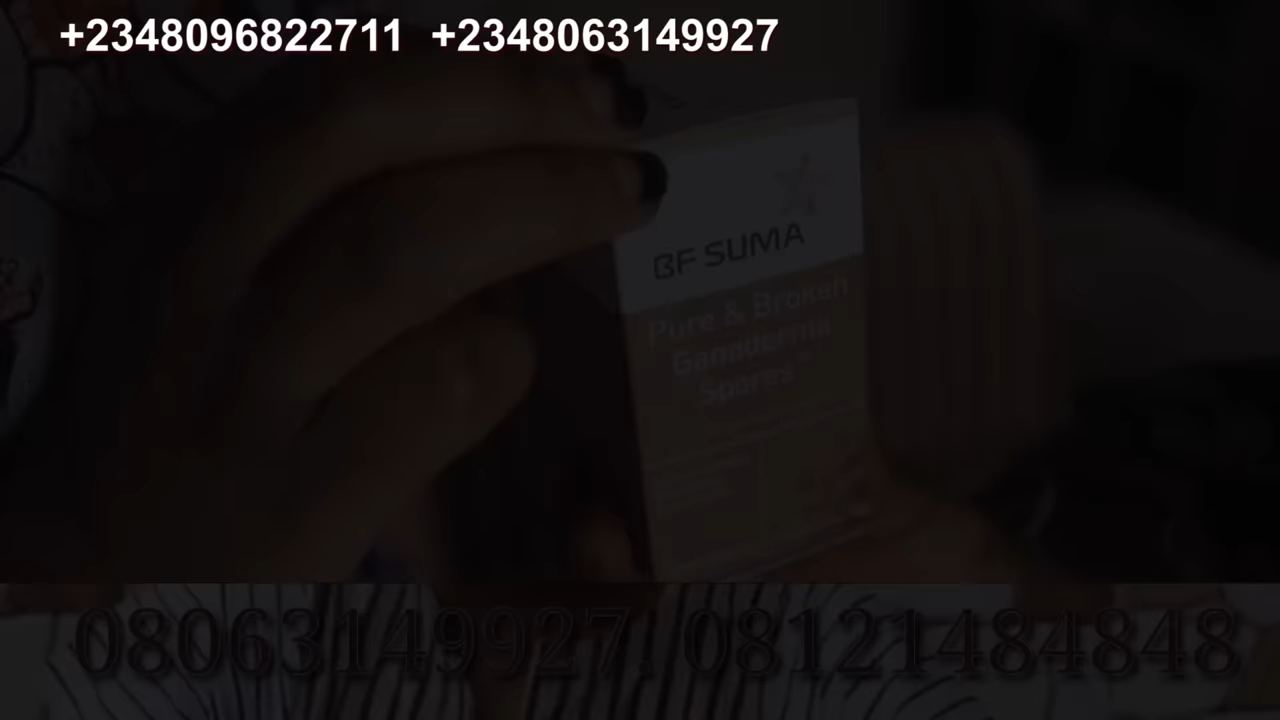 +2348096822711 +2348063149927
BF SUMA
Pure & Broken
Ganoderma
Spores
08063149927, 08121484848